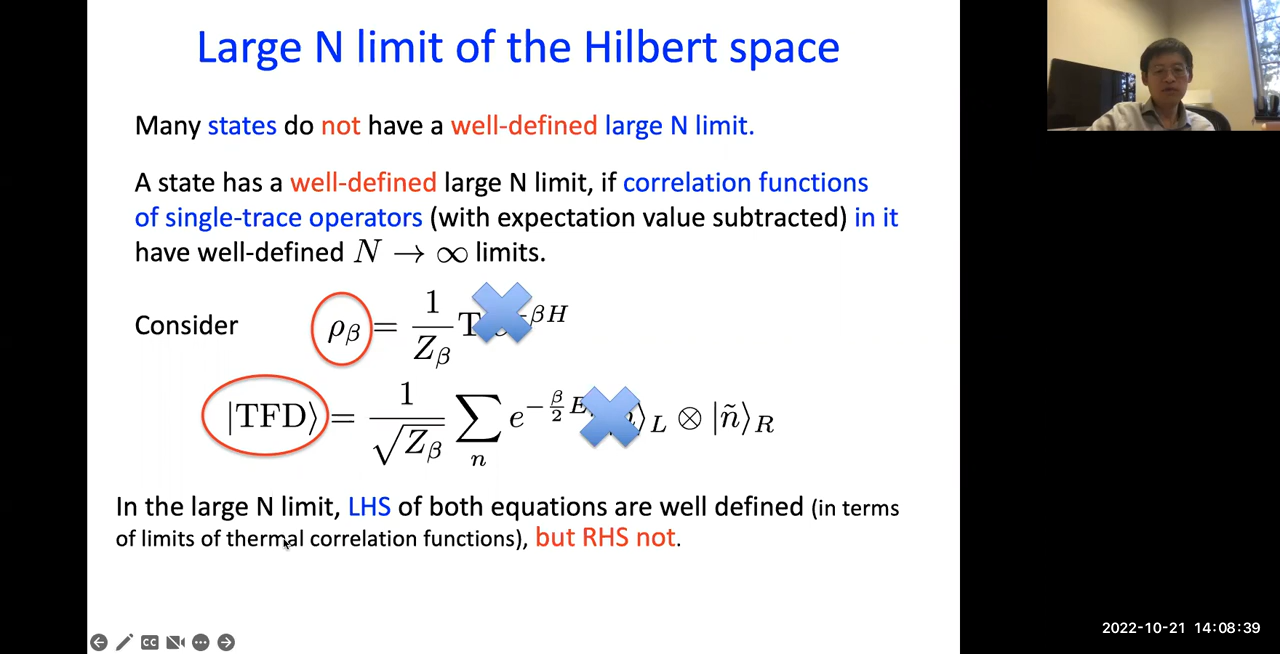 Large N limit of the Hilbert space
Many states do not have a well-defined large N limit.
A state has a well-defined large N limit, if correlation functions
of single-trace operators (with expectation value subtracted) in it
have well-defined N → ∞ limits.
Consider ρ_β = 1/Z_β T βH
|TFD⟩ = 1/√Z_β ∑_n e^{-β/2 E} ⟩_L ⊗ |ñ⟩_R
In the large N limit, LHS of both equations are well defined (in terms
of limits of thermal correlation functions), but RHS not.
CC
2022-10-21 14:08:39